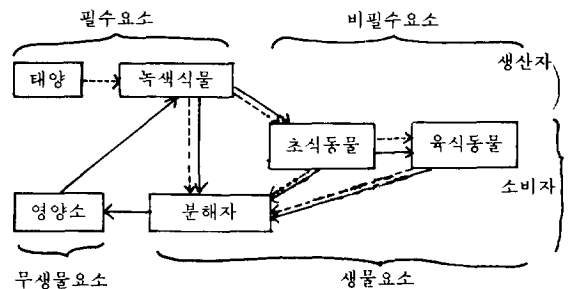 필수요소 비필수요소
생산자
태양 녹색식물
초식동물 육식동물
소비자
영양소 분해자
무생물요소 생물요소